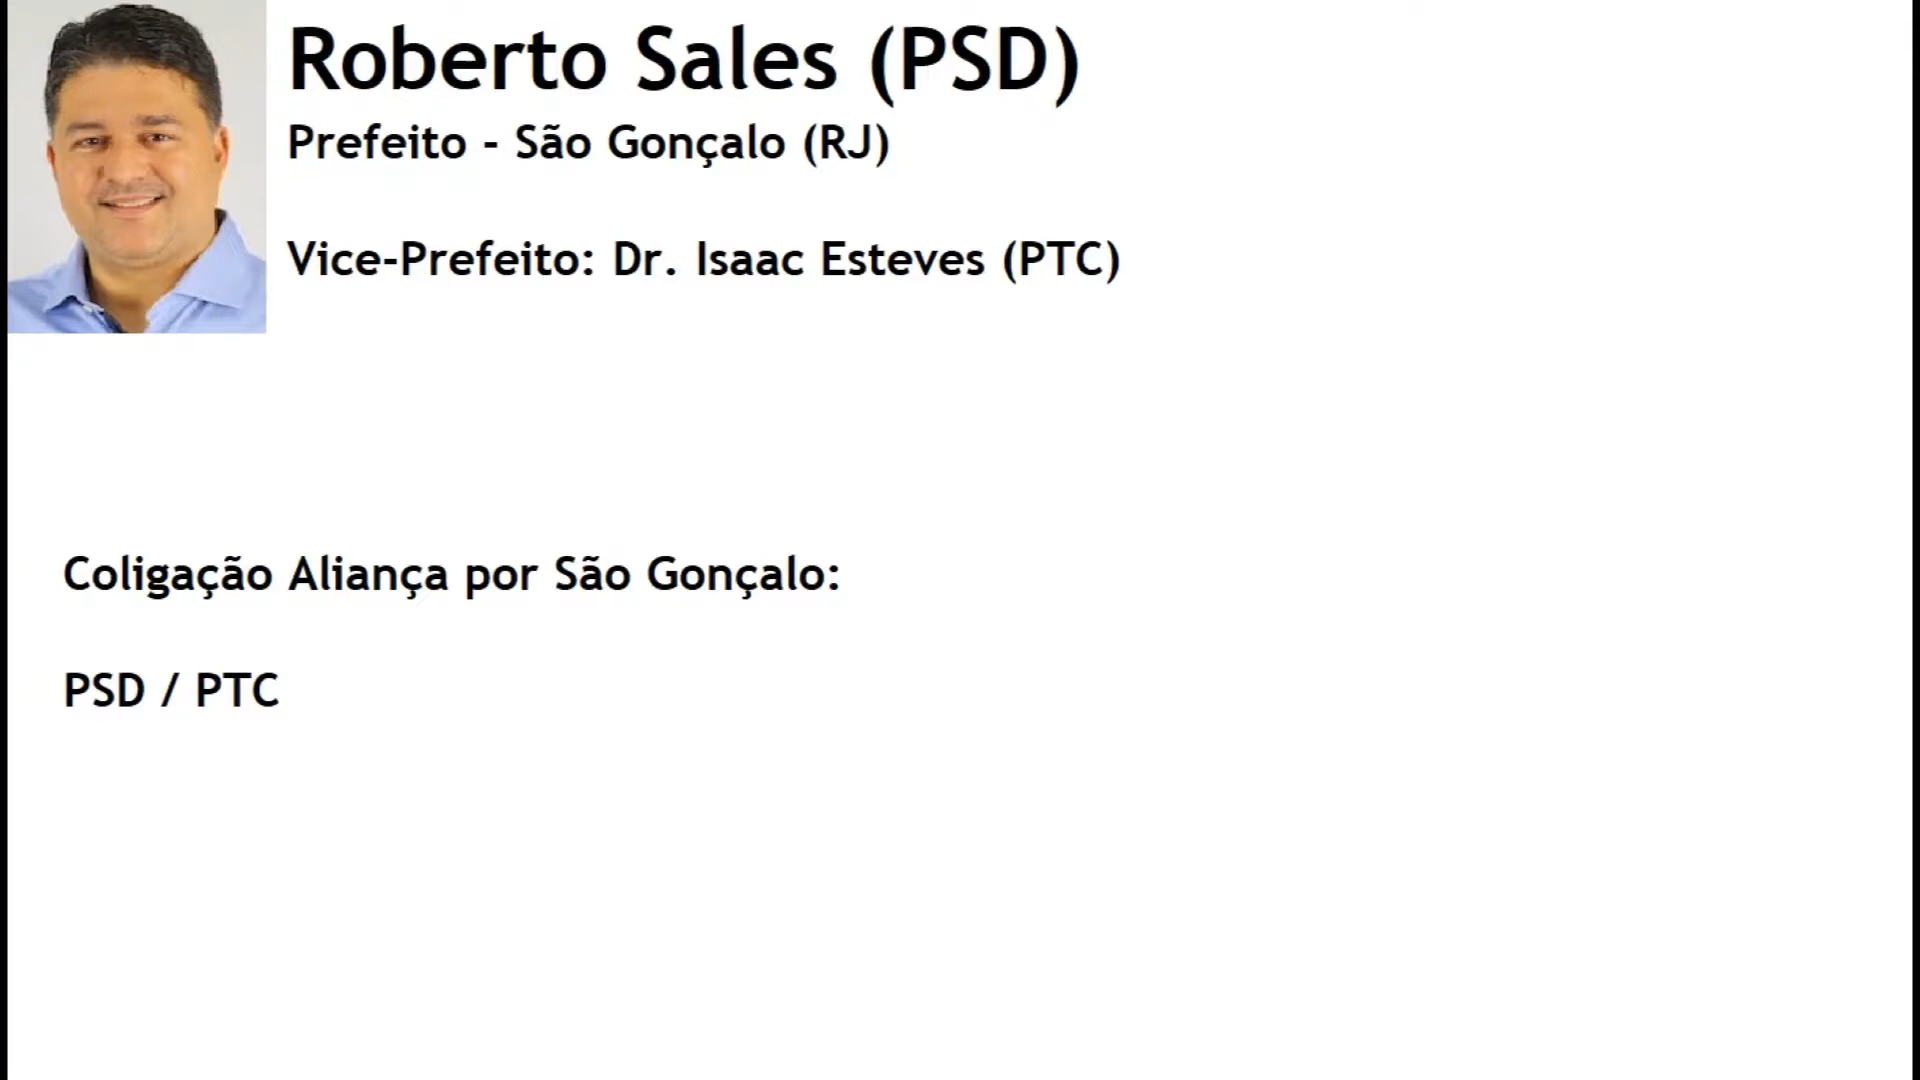 Roberto Sales (PSD)
Prefeito - São Gonçalo (RJ)
Vice-Prefeito: Dr. Isaac Esteves (PTC)
Coligação Aliança por São Gonçalo:
PSD / PTC